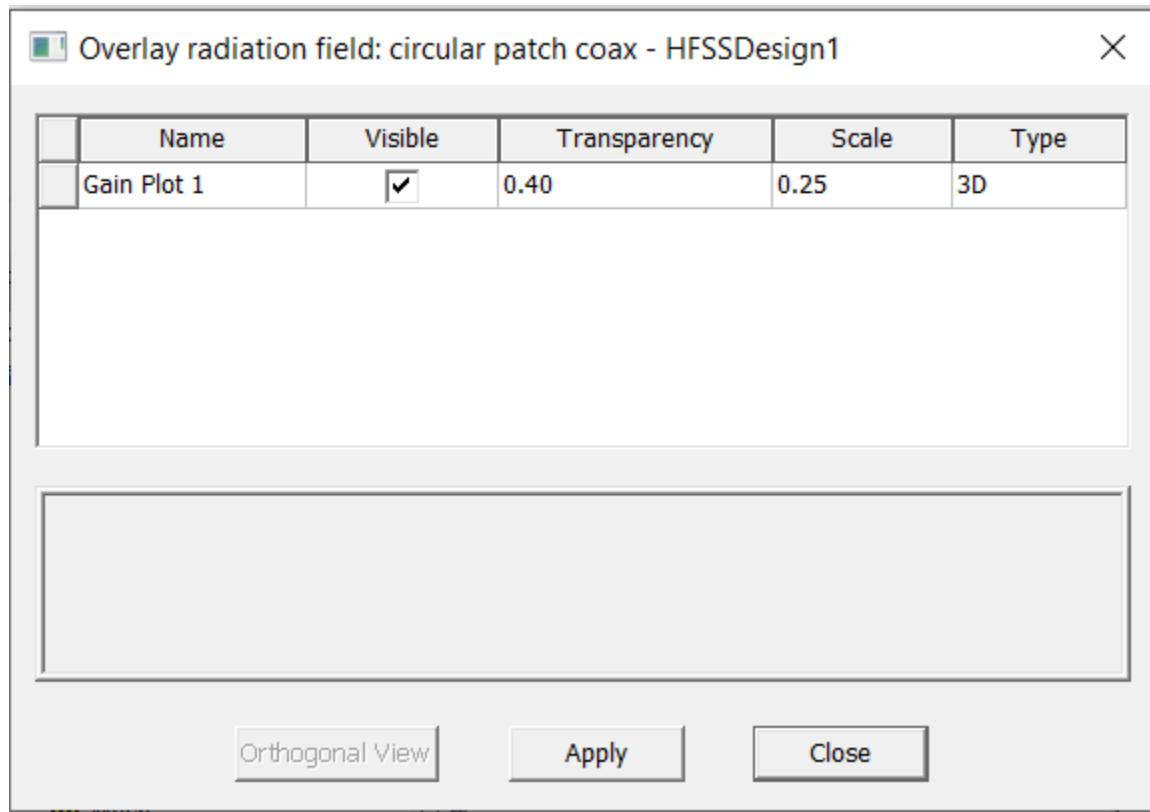 Overlay radiation field: circular patch coax - HFSSDesign1
Name Visible Transparency Scale Type
Gain Plot 1 0.40 0.25 3D
Orthogonal View Apply Close